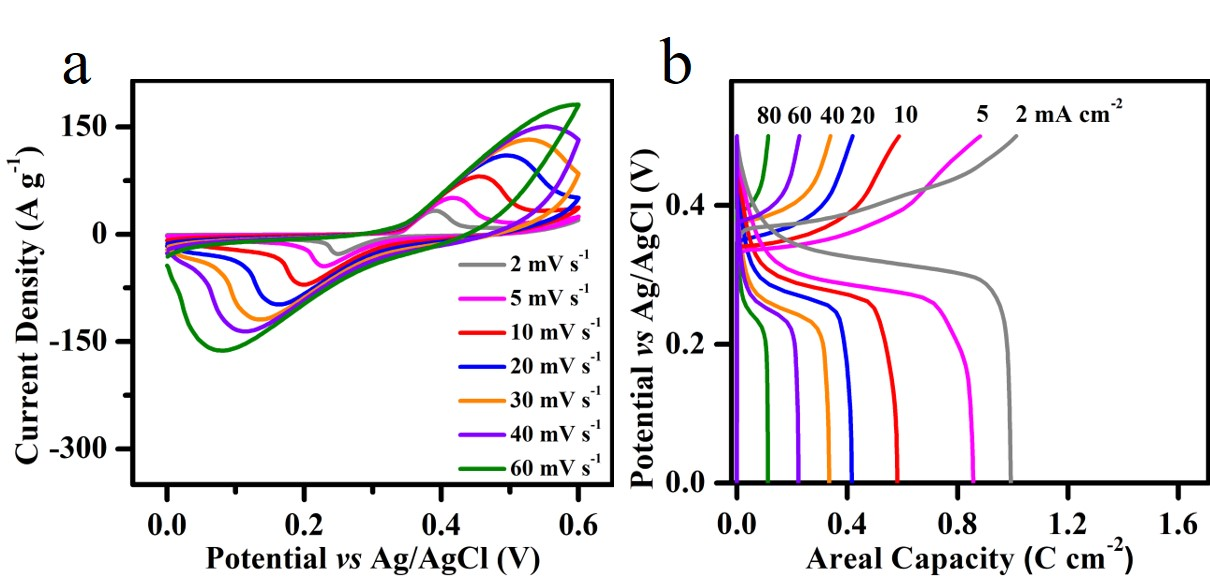 a
150
0
-150
-300
Current Density (A g⁻¹)
2 mV s⁻¹
5 mV s⁻¹
10 mV s⁻¹
20 mV s⁻¹
30 mV s⁻¹
40 mV s⁻¹
60 mV s⁻¹
0.0 0.2 0.4 0.6
Potential vs Ag/AgCl (V)
b
80 60 40 20 10 5 2 mA cm⁻²
0.4
0.2
0.0
Potential vs Ag/AgCl (V)
0.0 0.4 0.8 1.2 1.6
Areal Capacity (C cm⁻²)